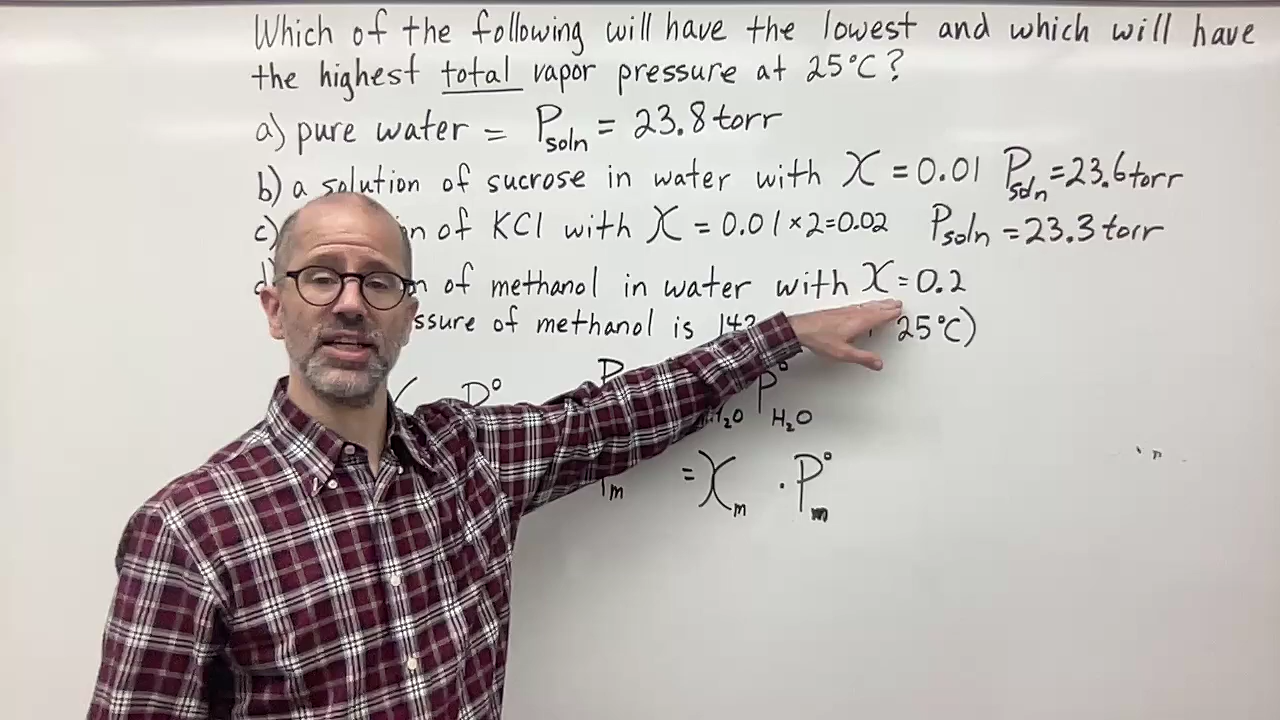 Which of the following will have the lowest and which will have
the highest total vapor pressure at 25°C?
a) pure water = Psoln = 23.8 torr
b) a solution of sucrose in water with X = 0.01 Psoln = 23.6 torr
c) of KCl with X = 0.01 × 2 = 0.02 Psoln = 23.3 torr
d) of methanol in water with X = 0.2
of methanol is 143 25°C)
P° P H₂O P°H₂O
m = Xm · P°m